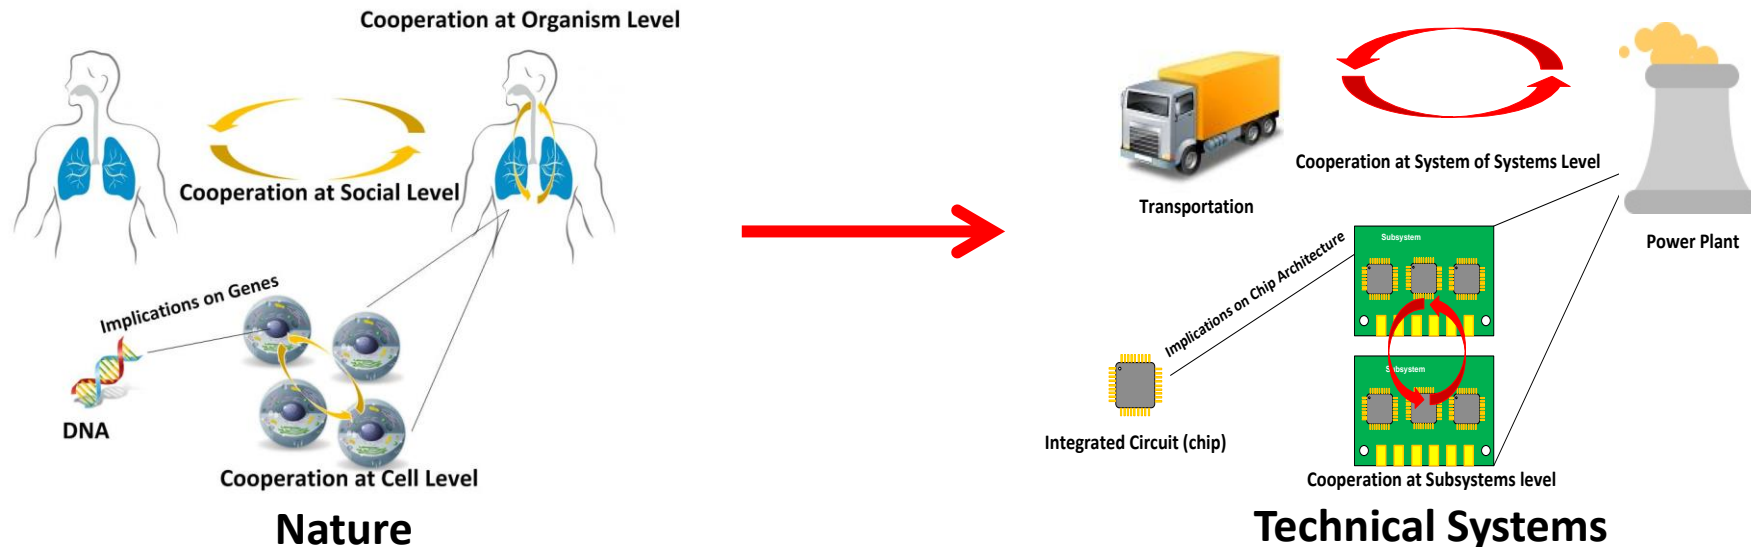 Cooperation at Organism Level
Cooperation at Social Level
Implications on Genes
DNA
Cooperation at Cell Level
Nature
Cooperation at System of Systems Level
Transportation
Power Plant
Subsystem
Implications on Chip Architecture
Subsystem
Integrated Circuit (chip)
Cooperation at Subsystems level
Technical Systems